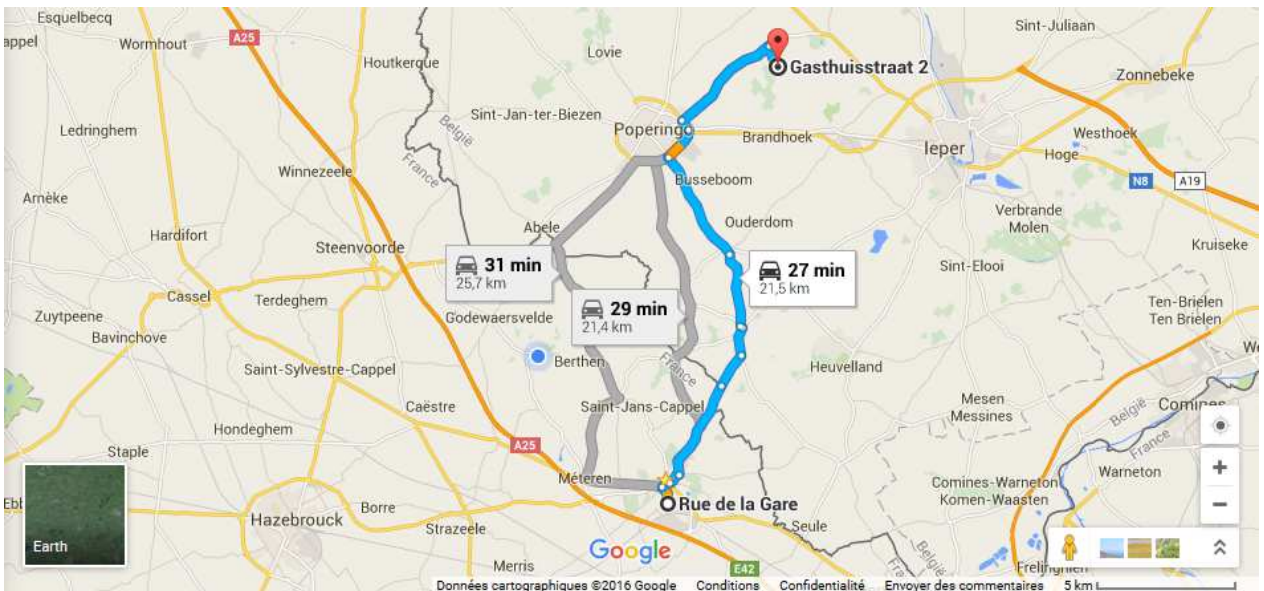 Esquelbecq
Sint-Juliaan
appel
Wormhout
A25
Lovie
Houtkerque
Gasthuisstraat 2
Zonnebeke
Sint-Jan-ter-Biezen
België
France
Poperinge
Brandhoek
Ledringhem
Westhoek
Ieper
Hoge
Winnezeele
Busseboom
N8
A19
Arnèke
Ouderdom
Verbrande
Molen
Abele
Hardifort
Steenvoorde
Kruiseke
31 min
25,7 km
27 min
21,5 km
Sint-Elooi
Cassel
Terdeghem
29 min
21,4 km
Ten-Brielen
Ten Brielen
Zuytpeene
Godewaersvelde
Bavinchove
Berthen
France
Heuvelland
Saint-Sylvestre-Cappel
Mesen
Messines
België
France
Comines
Caëstre
Saint-Jans-Cappel
Hondeghem
A25
Staple
Méteren
Warneton
Comines-Warneton
Komen-Waasten
Rue de la Gare
Borre
Hazebrouck
Strazeele
Seule
Earth
Google
Merris
E42
Frelinghien
Données cartographiques ©2016 Google
Conditions
Confidentialité
Envoyer des commentaires
5 km